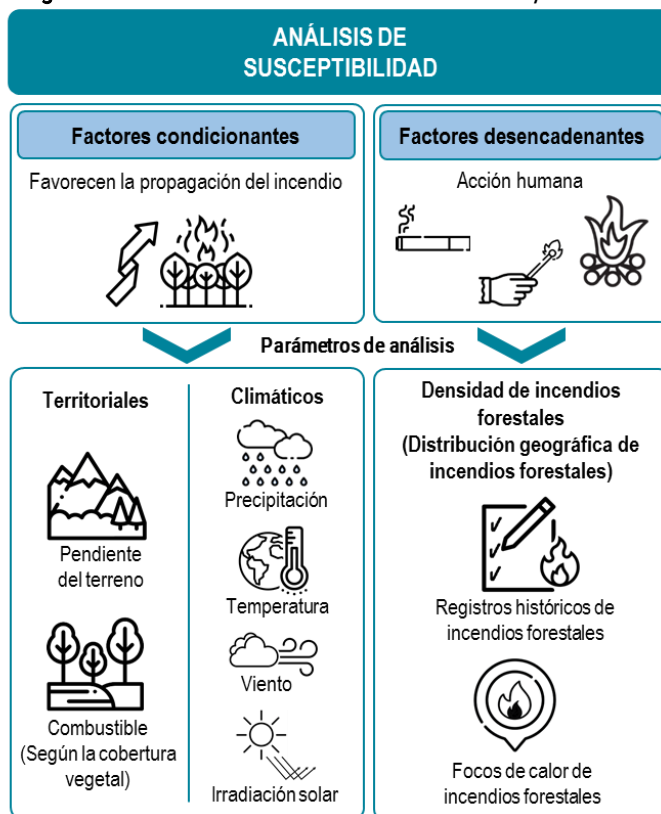 ANÁLISIS DE
SUSCEPTIBILIDAD
Factores condicionantes
Favorecen la propagación del incendio
Factores desencadenantes
Acción humana
Parámetros de análisis
Territoriales
Pendiente
del terreno
Combustible
(Según la cobertura
vegetal)
Climáticos
Precipitación
Temperatura
Viento
Irradiación solar
Densidad de incendios
forestales
(Distribución geográfica de
incendios forestales)
Registros históricos de
incendios forestales
Focos de calor de
incendios forestales